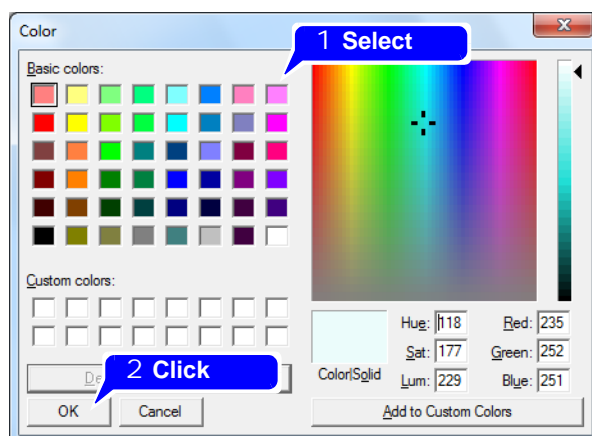 Color
1 Select
Basic colors:
Custom colors:
2 Click
OK
Cancel
Color|Solid
Hue: 118
Sat: 177
Lum: 229
Red: 235
Green: 252
Blue: 251
Add to Custom Colors